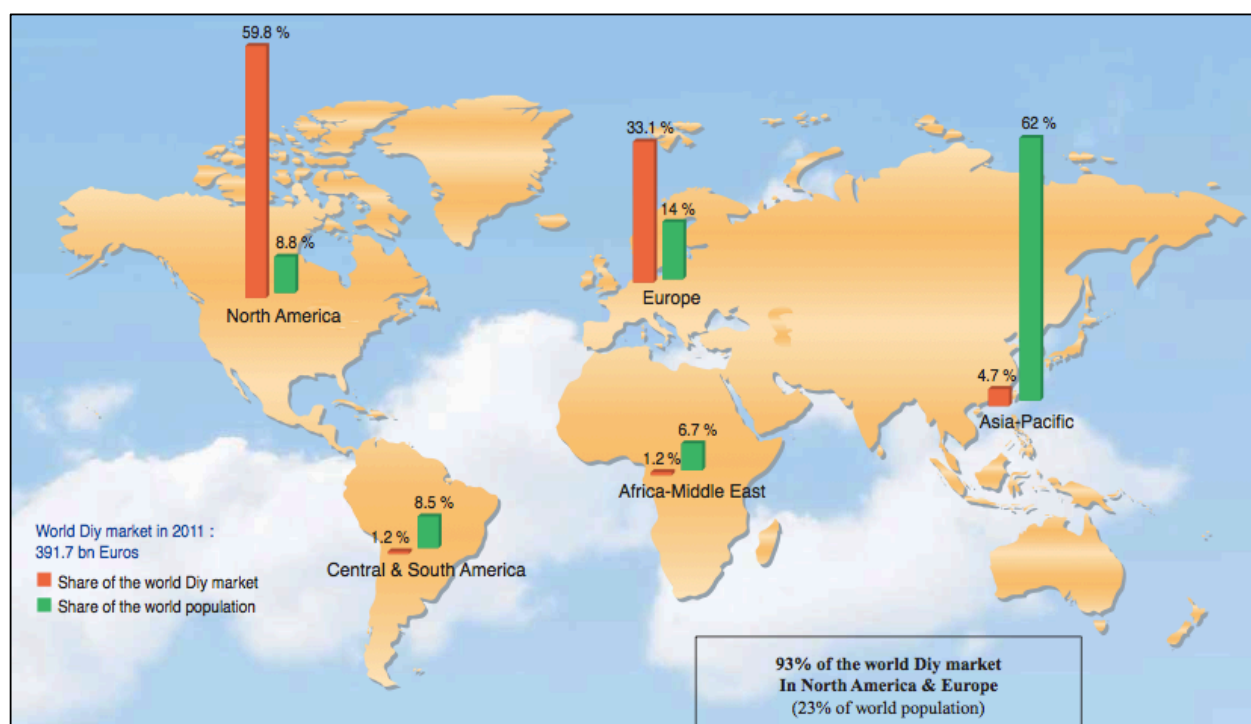 59.8 %
8.8 %
North America
33.1 %
14 %
Europe
62 %
4.7 %
Asia-Pacific
6.7 %
1.2 %
Africa-Middle East
8.5 %
1.2 %
Central & South America
World Diy market in 2011 :
391.7 bn Euros
Share of the world Diy market
Share of the world population
93% of the world Diy market
In North America & Europe
(23% of world population)